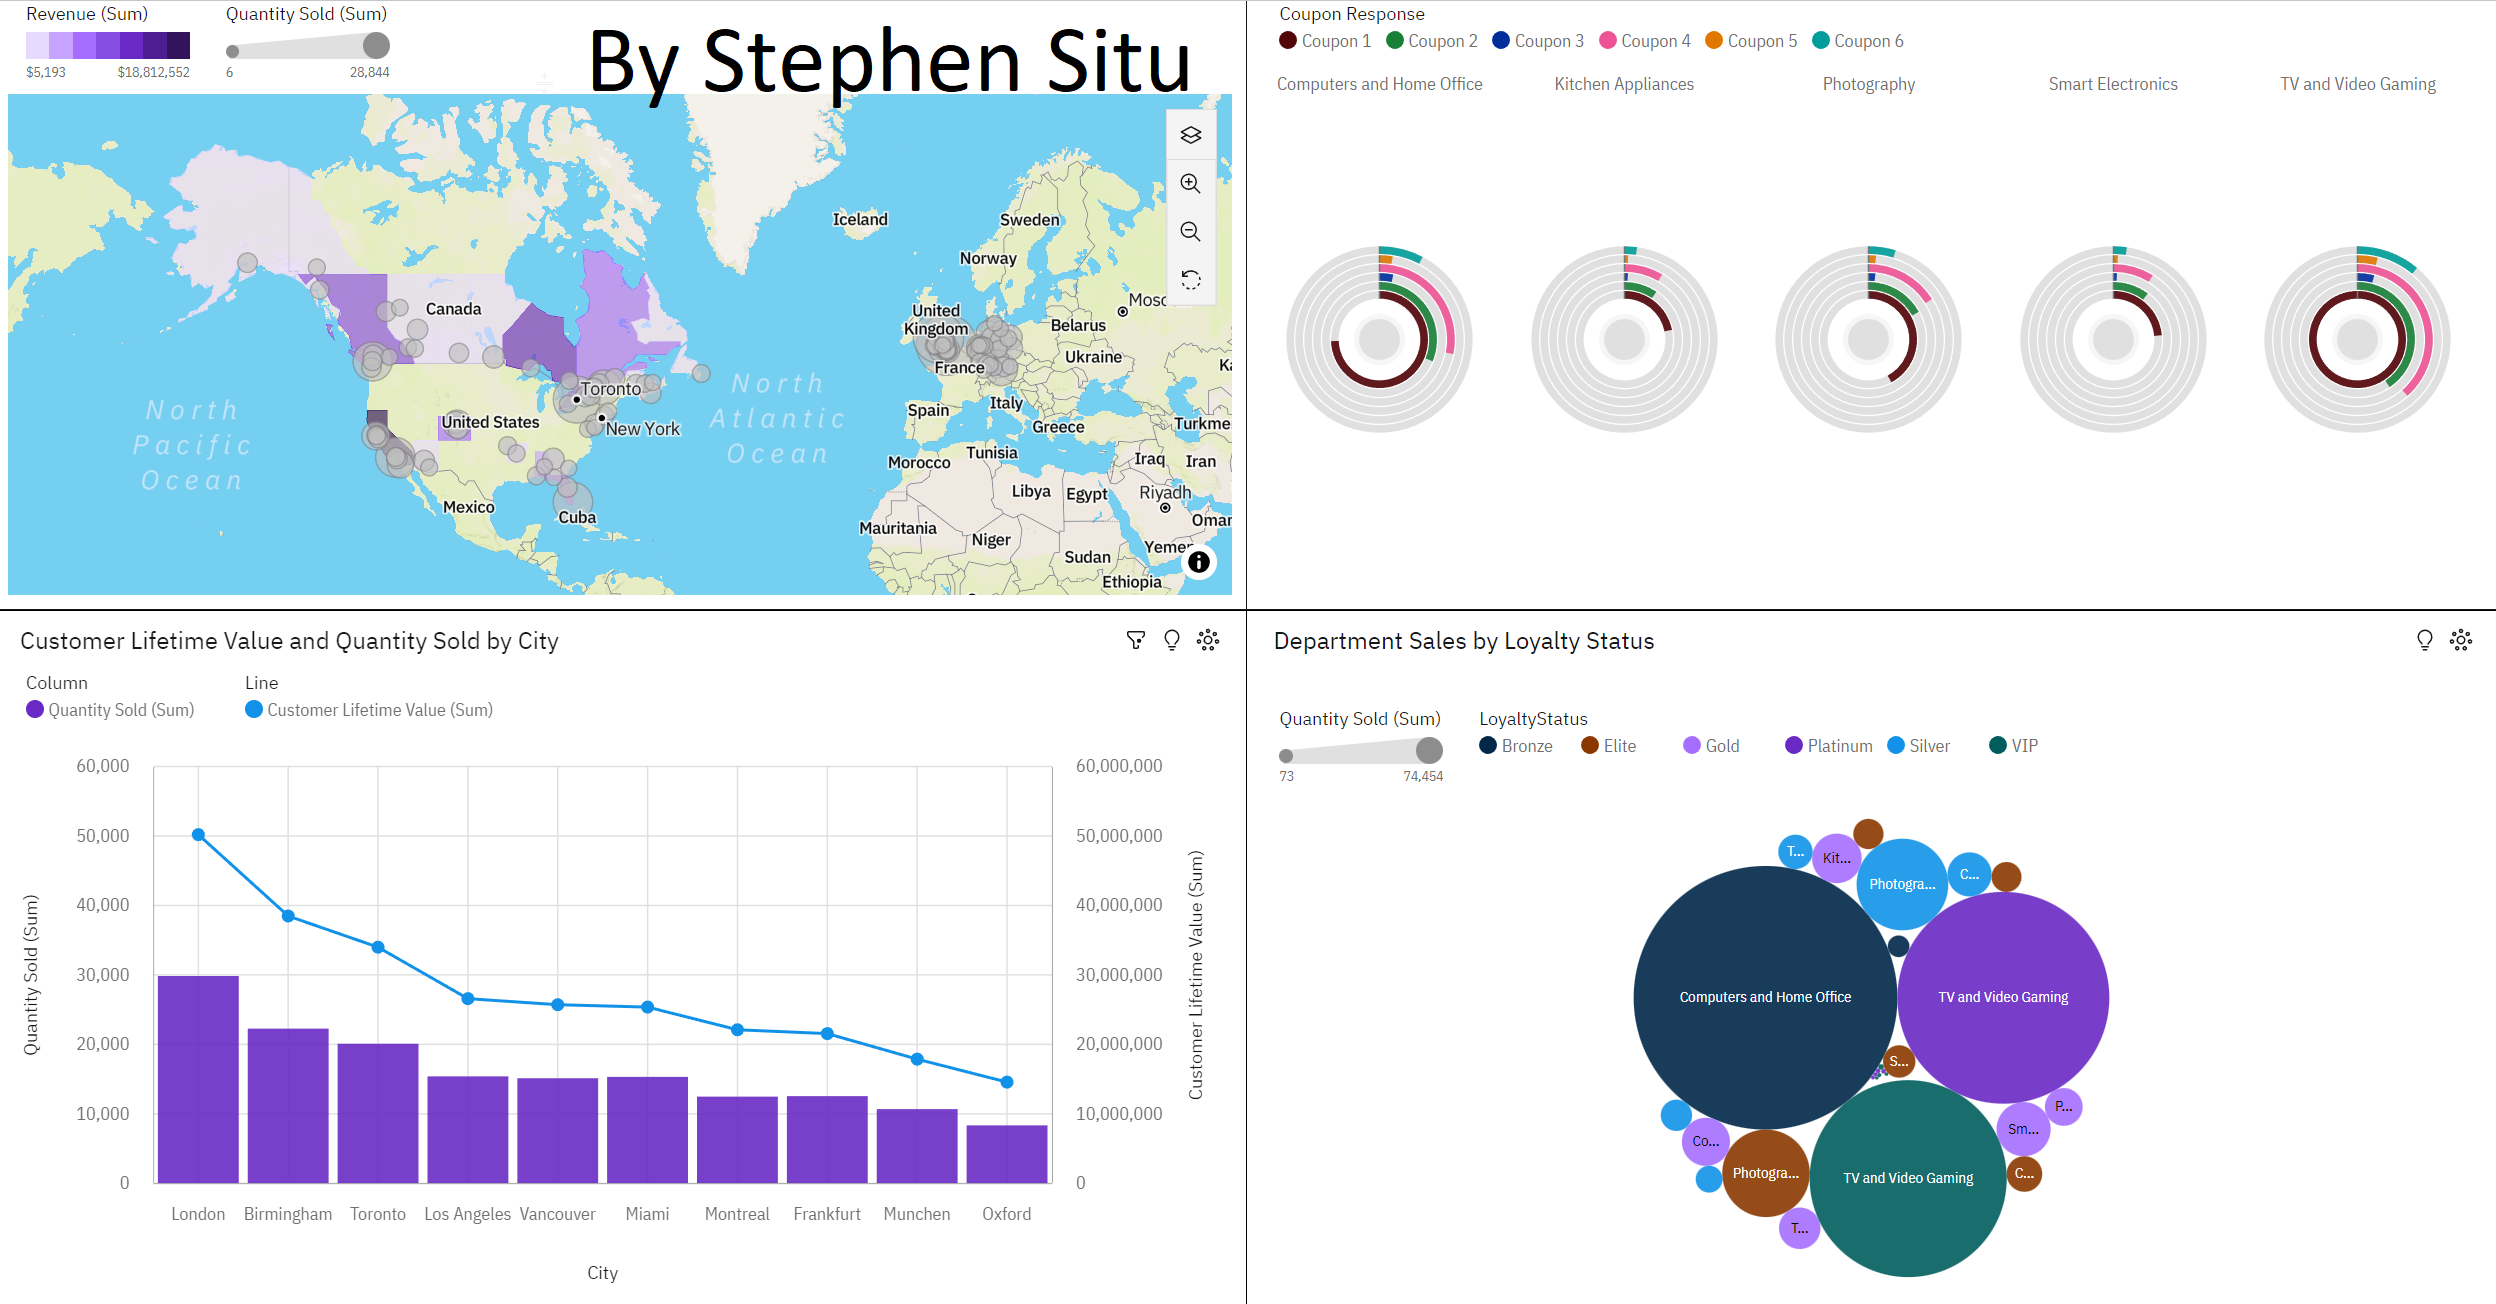 Revenue (Sum)
$5,193 $18,812,552
Quantity Sold (Sum)
6 28,844
By Stephen Situ
Iceland
Sweden
Norway
Canada
United
Kingdom
Belarus
Ukraine
France
Toronto
North
Atlantic
Ocean
North
Pacific
Ocean
United States
New York
Spain
Italy
Greece
Turkme
Morocco
Tunisia
Iraq
Iran
Mexico
Cuba
Libya
Egypt
Riyadh
Mauritania
Niger
Oman
Sudan
Yemen
Ethiopia
Coupon Response
Coupon 1 Coupon 2 Coupon 3 Coupon 4 Coupon 5 Coupon 6
Computers and Home Office Kitchen Appliances Photography Smart Electronics TV and Video Gaming
Customer Lifetime Value and Quantity Sold by City
Column
Quantity Sold (Sum)
Line
Customer Lifetime Value (Sum)
Quantity Sold (Sum)
60,000
50,000
40,000
30,000
20,000
10,000
0
60,000,000
50,000,000
40,000,000
30,000,000
20,000,000
10,000,000
0
Customer Lifetime Value (Sum)
London Birmingham Toronto Los Angeles Vancouver Miami Montreal Frankfurt Munchen Oxford
City
Department Sales by Loyalty Status
Quantity Sold (Sum)
73 74,454
LoyaltyStatus
Bronze Elite Gold Platinum Silver VIP
T...
Kit...
Photogra...
C...
Computers and Home Office
TV and Video Gaming
S...
P...
Sm...
Co...
Photogra...
TV and Video Gaming
C...
T...